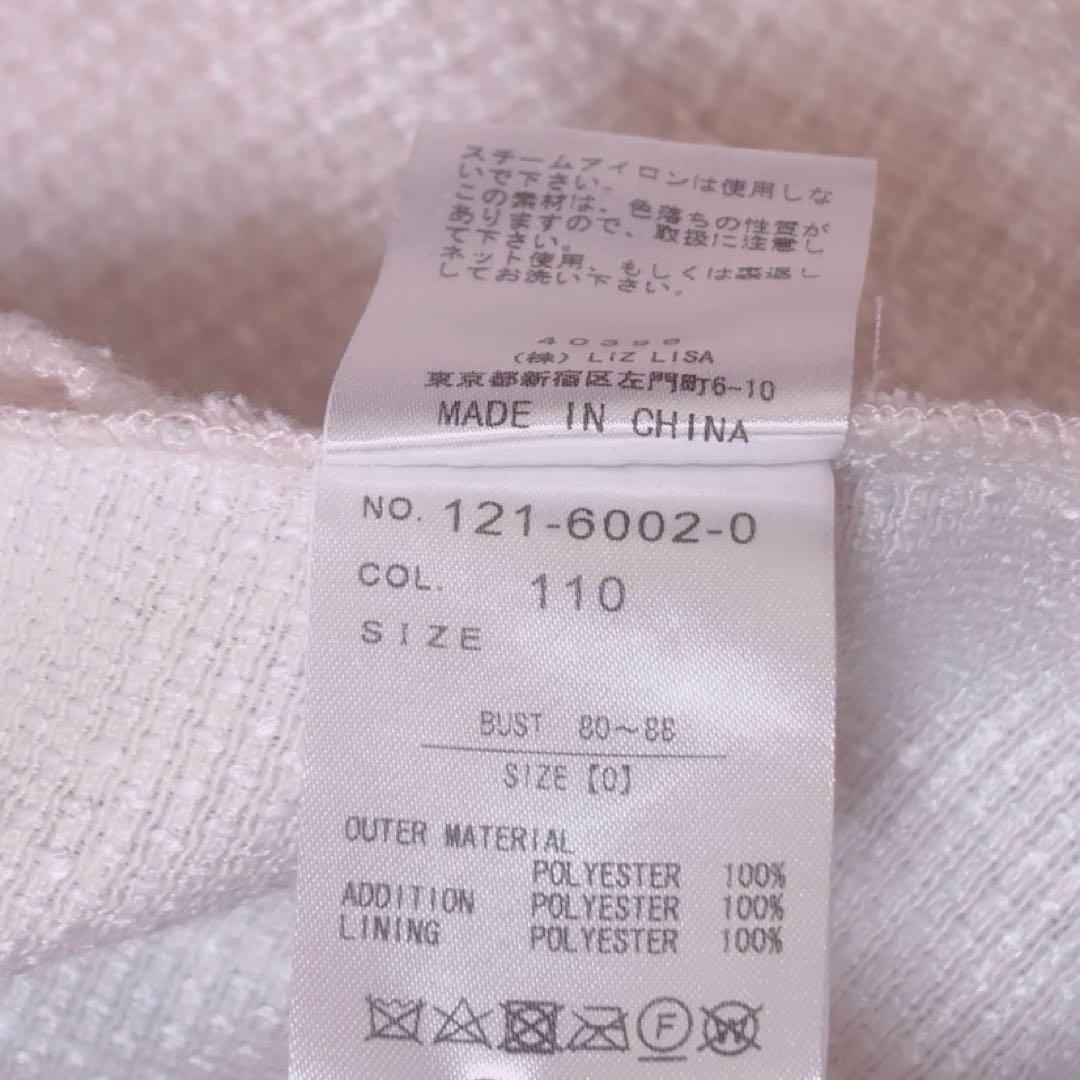 スチームアイロンは使用しな
いで下さい。
この素材は、色落ちの性質が
ありますので、取扱に注意し
て下さい。
ネット使用、もしくは裏返し
してお洗い下さい。
40396
(株) LIZ LISA
東京都新宿区左門町6-10
MADE IN CHINA
NO. 121-6002-0
COL. 110
SIZE
BUST 80~88
SIZE【0】
OUTER MATERIAL
POLYESTER 100%
ADDITION POLYESTER 100%
LINING POLYESTER 100%
F
W